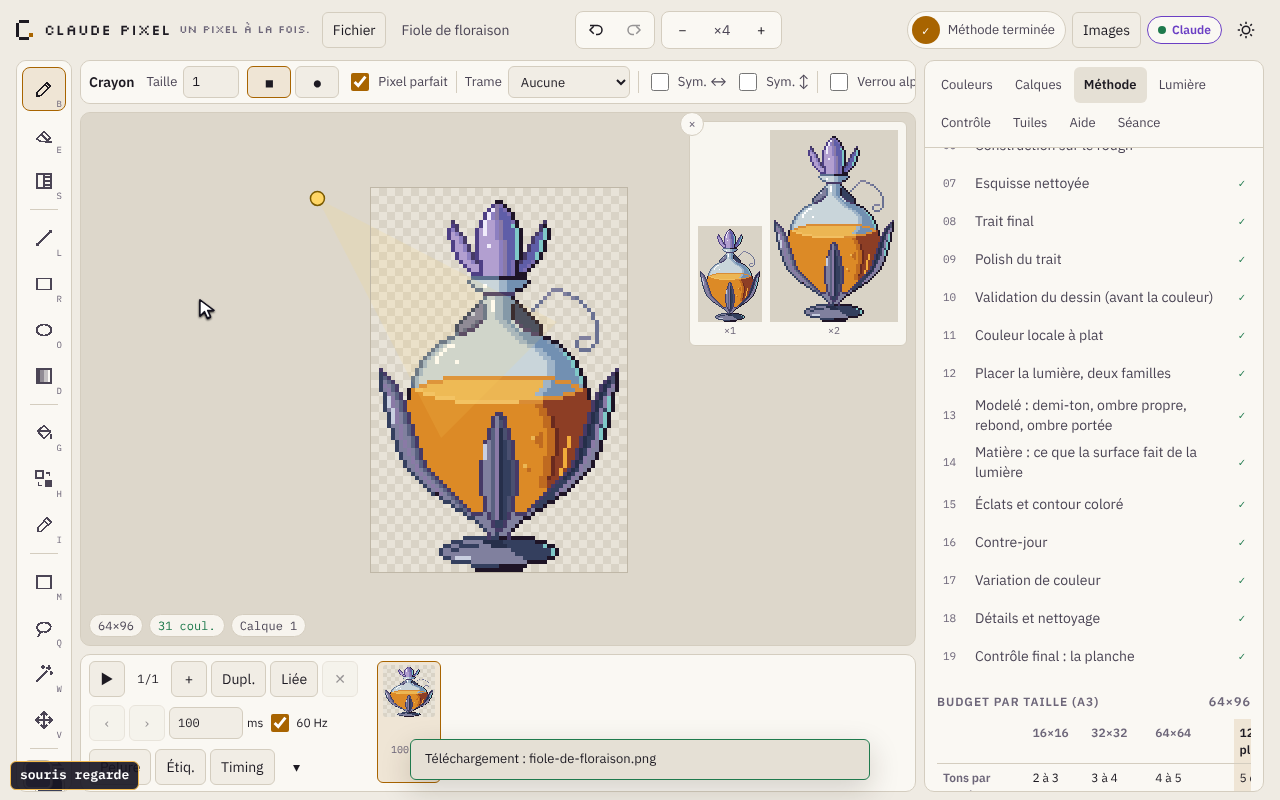 CLAUDE PIXEL UN PIXEL À LA FOIS. Fichier Fiole de floraison − ×4 + ✓ Méthode terminée Images Claude
Crayon Taille 1 Pixel parfait Trame Aucune Sym. ↔ Sym. ↕ Verrou alp
Couleurs Calques Méthode Lumière
Contrôle Tuiles Aide Séance
B
E
S
L
R
O
D
G
H
I
M
Q
W
V
×
×1 ×2
07 Esquisse nettoyée ✓
08 Trait final ✓
09 Polish du trait ✓
10 Validation du dessin (avant la couleur) ✓
11 Couleur locale à plat ✓
12 Placer la lumière, deux familles ✓
13 Modelé : demi-ton, ombre propre,
rebond, ombre portée ✓
14 Matière : ce que la surface fait de la
lumière ✓
15 Éclats et contour coloré ✓
16 Contre-jour ✓
17 Variation de couleur ✓
18 Détails et nettoyage ✓
19 Contrôle final : la planche ✓
BUDGET PAR TAILLE (A3) 64×96
16×16 32×32 64×64
Tons par 2 à 3 3 à 4 4 à 5
64×96 31 coul. Calque 1
1/1 + Dupl. Liée ✕
‹ › 100 ms 60 Hz
100
Étiq. Timing ▼
souris regarde
Téléchargement : fiole-de-floraison.png